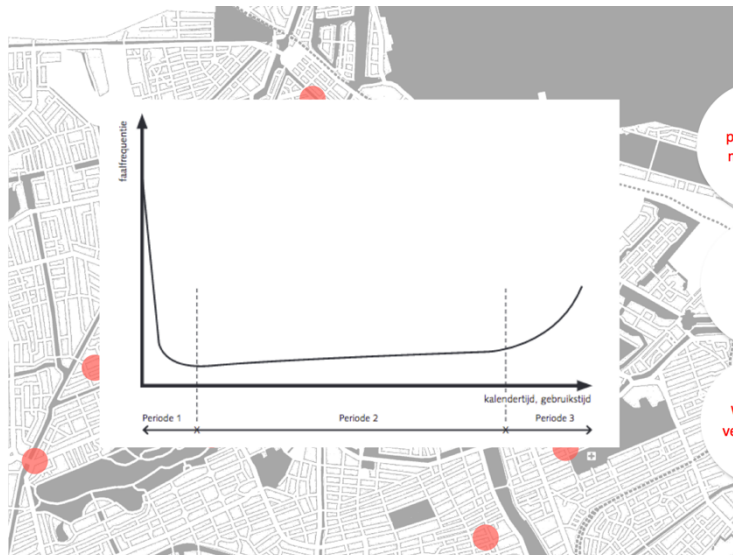 faalfrequentie
kalendertijd, gebruikstijd
Periode 1
Periode 2
Periode 3